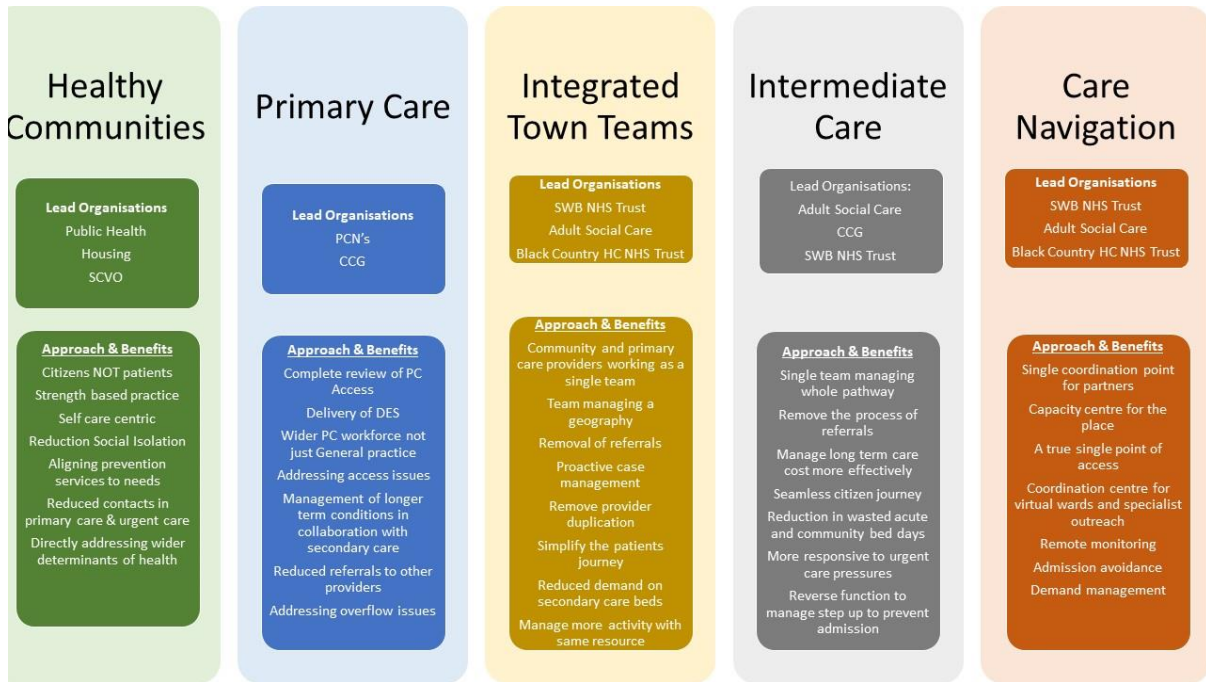 Healthy
Communities
Lead Organisations
Public Health
Housing
SCVO
Approach & Benefits
Citizens NOT patients
Strength based practice
Self care centric
Reduction Social Isolation
Aligning prevention
services to needs
Reduced contacts in
primary care & urgent care
Directly addressing wider
determinants of health
Primary Care
Lead Organisations
PCN's
CCG
Approach & Benefits
Complete review of PC
Access
Delivery of DES
Wider PC workforce not
just General practice
Addressing access issues
Management of longer
term conditions in
collaboration with
secondary care
Reduced referrals to other
providers
Addressing overflow issues
Integrated
Town Teams
Lead Organisations
SWB NHS Trust
Adult Social Care
Black Country HC NHS Trust
Approach & Benefits
Community and primary
care providers working as a
single team
Team managing a
geography
Removal of referrals
Proactive case
management
Remove provider
duplication
Simplify the patients
journey
Reduced demand on
secondary care beds
Manage more activity with
same resource
Intermediate
Care
Lead Organisations:
Adult Social Care
CCG
SWB NHS Trust
Approach & Benefits
Single team managing
whole pathway
Remove the process of
referrals
Manage long term care
cost more effectively
Seamless citizen journey
Reduction in wasted acute
and community bed days
More responsive to urgent
care pressures
Reverse function to
manage step up to prevent
admission
Care
Navigation
Lead Organisations
SWB NHS Trust
Adult Social Care
Black Country HC NHS Trust
Approach & Benefits
Single coordination point
for partners
Capacity centre for the
place
A true single point of
access
Coordination centre for
virtual wards and specialist
outreach
Remote monitoring
Admission avoidance
Demand management